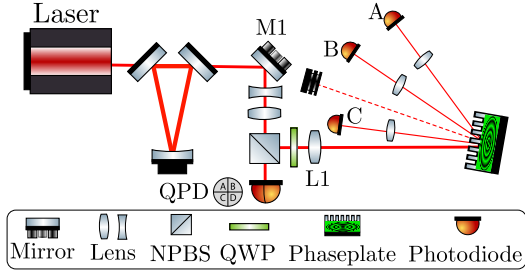 Laser
M1
A
B
C
QPD
A B
C D
L1
Mirror Lens NPBS QWP Phaseplate Photodiode